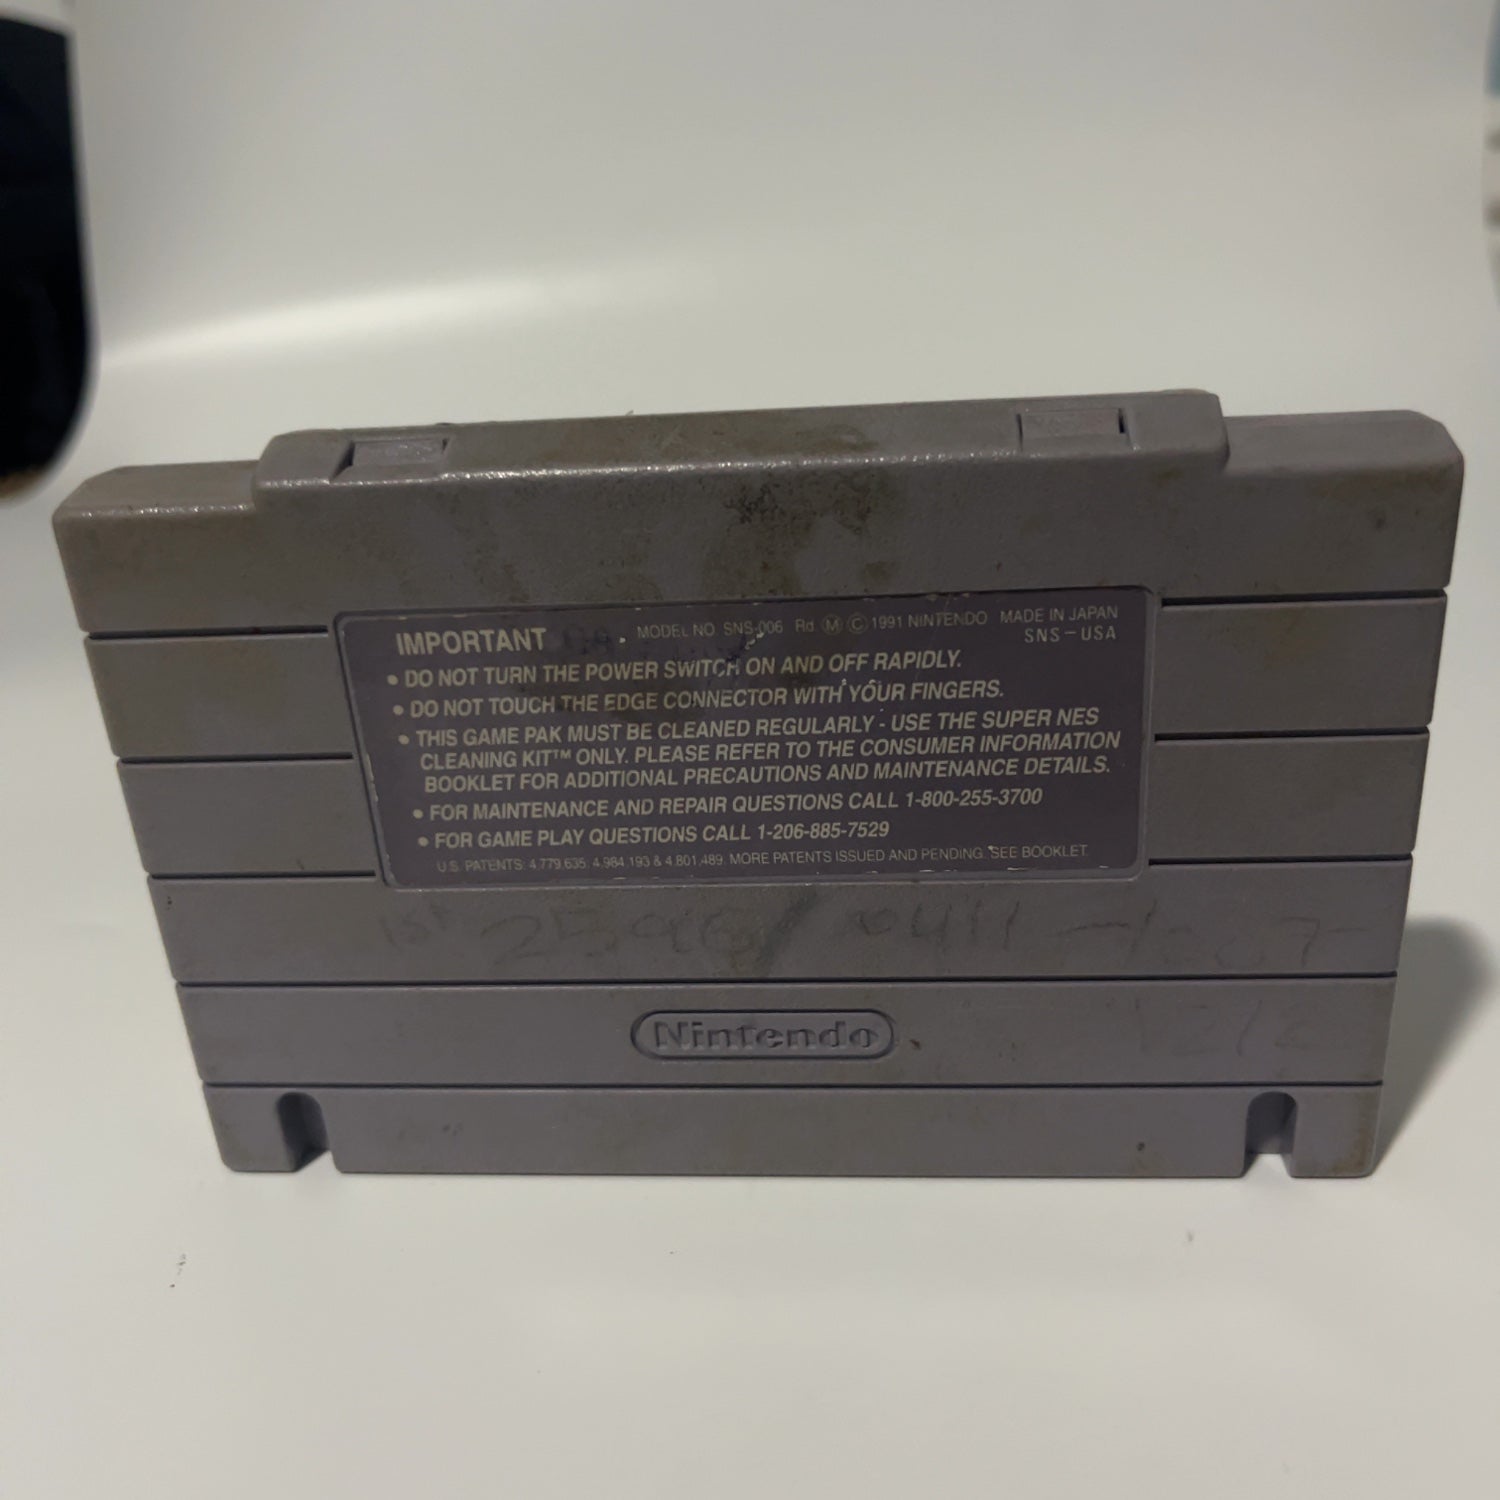 IMPORTANT MODEL NO SNS-006 Rd Ⓜ © 1991 NINTENDO MADE IN JAPAN
SNS-USA
• DO NOT TURN THE POWER SWITCH ON AND OFF RAPIDLY.
• DO NOT TOUCH THE EDGE CONNECTOR WITH YOUR FINGERS.
• THIS GAME PAK MUST BE CLEANED REGULARLY - USE THE SUPER NES
CLEANING KIT™ ONLY. PLEASE REFER TO THE CONSUMER INFORMATION
BOOKLET FOR ADDITIONAL PRECAUTIONS AND MAINTENANCE DETAILS.
• FOR MAINTENANCE AND REPAIR QUESTIONS CALL 1-800-255-3700
• FOR GAME PLAY QUESTIONS CALL 1-206-885-7529
U.S. PATENTS: 4,779,635, 4,984,193 & 4,801,489. MORE PATENTS ISSUED AND PENDING. SEE BOOKLET.
1st
Nintendo